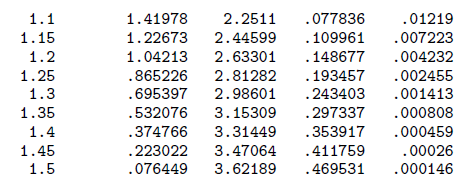 1.1 1.41978 2.2511 .077836 .01219
1.15 1.22673 2.44599 .109961 .007223
1.2 1.04213 2.63301 .148677 .004232
1.25 .865226 2.81282 .193457 .002455
1.3 .695397 2.98601 .243403 .001413
1.35 .532076 3.15309 .297337 .000808
1.4 .374766 3.31449 .353917 .000459
1.45 .223022 3.47064 .411759 .00026
1.5 .076449 3.62189 .469531 .000146